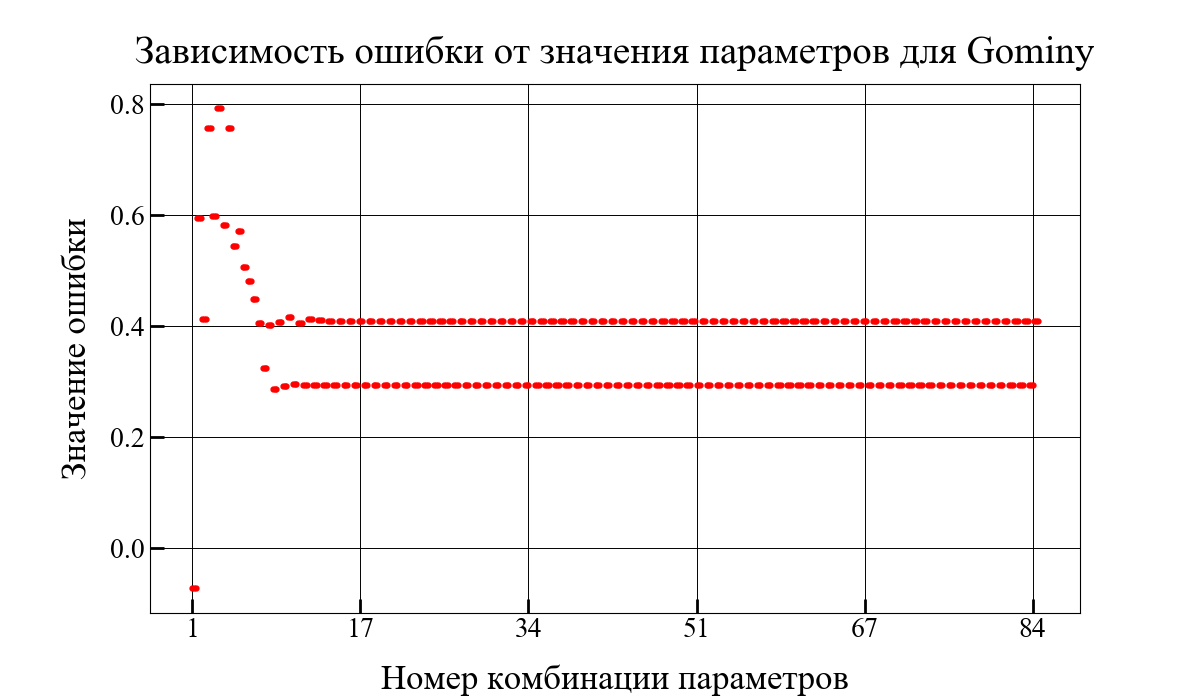 Зависимость ошибки от значения параметров для Gominy
0.8
0.6
0.4
0.2
0.0
Значение ошибки
1 17 34 51 67 84
Номер комбинации параметров